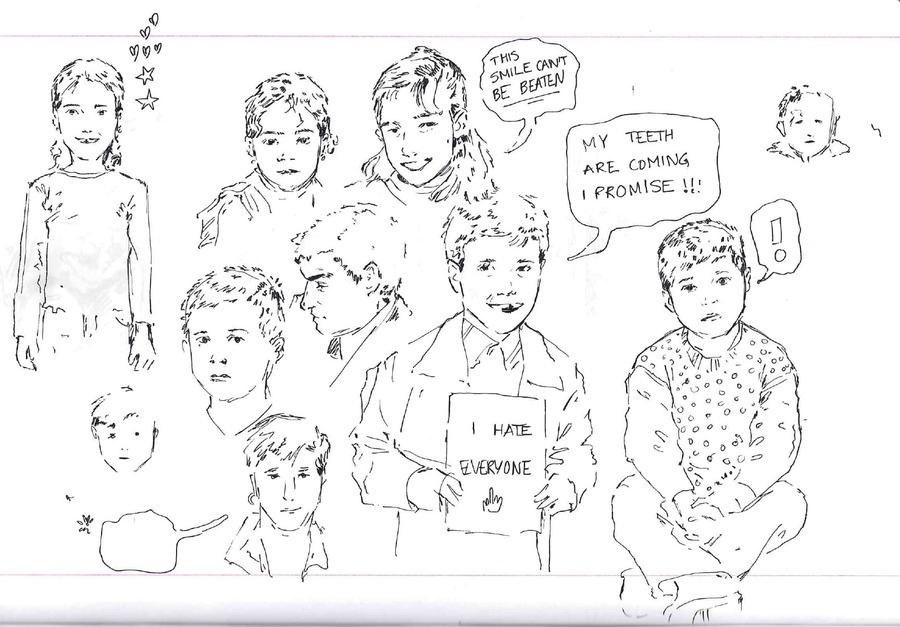 THIS
SMILE CAN'T
BE BEATEN
MY TEETH
ARE COMING
I PROMISE !!!
!
I HATE
EVERYONE